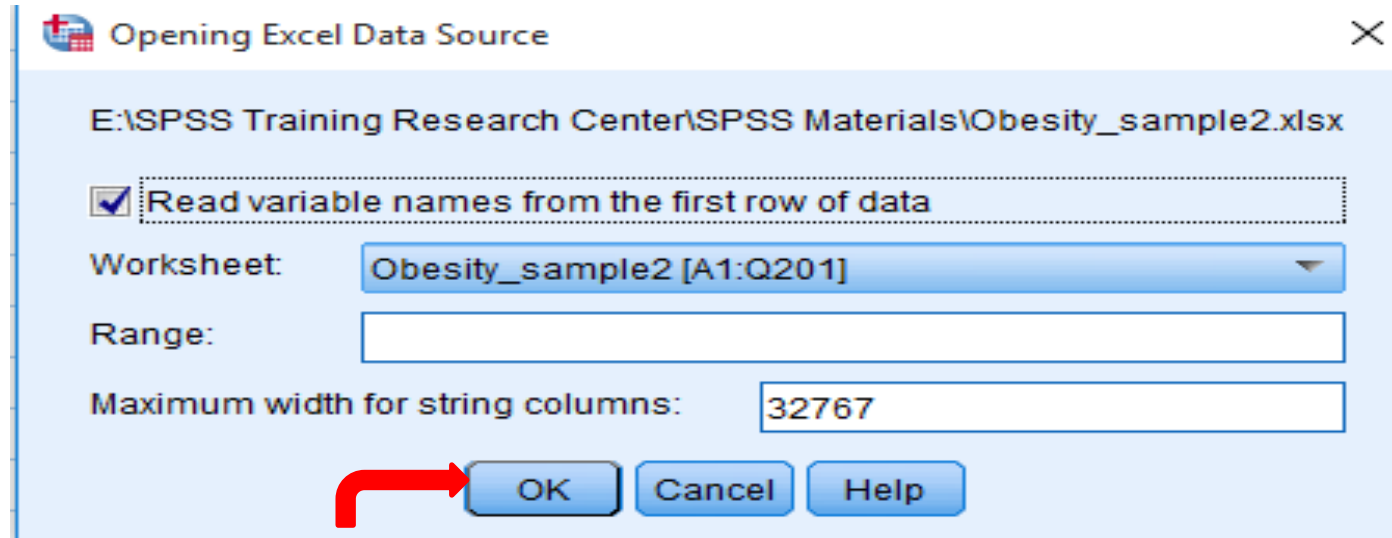 Opening Excel Data Source
E:\SPSS Training Research Center\SPSS Materials\Obesity_sample2.xlsx
Read variable names from the first row of data
Worksheet: Obesity_sample2 [A1:Q201]
Range:
Maximum width for string columns: 32767
OK Cancel Help